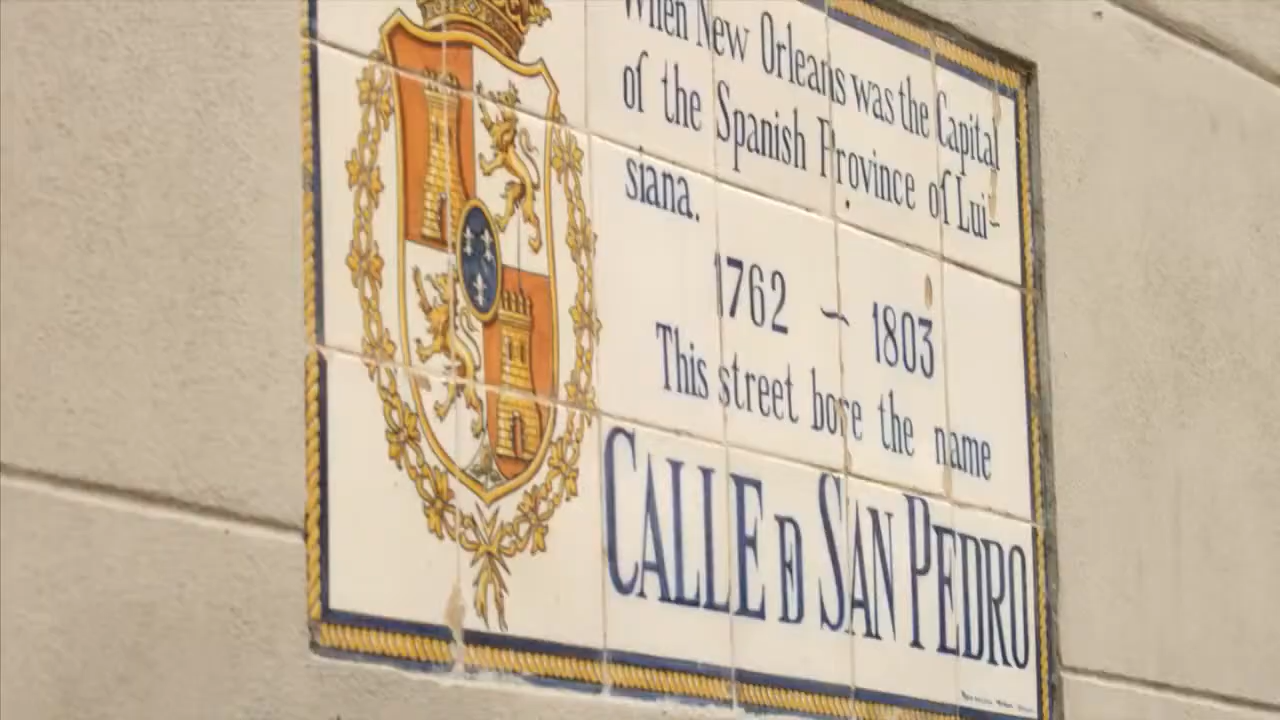 When New Orleans was the Capital
of the Spanish Province of Lui-
siana.
1762 – 1803
This street bore the name
CALLE D SAN PEDRO